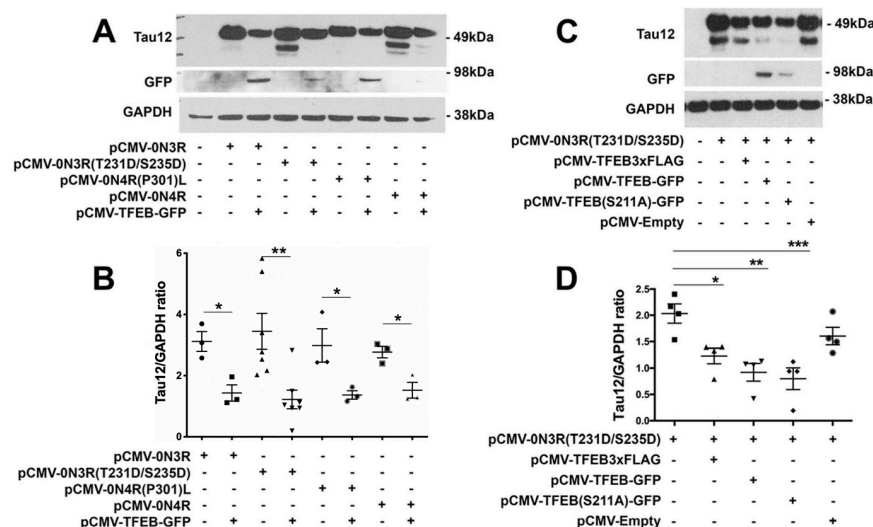 A
Tau12
- 49kDa
GFP
- 98kDa
GAPDH
- 38kDa
pCMV-0N3R - + + - - - - - -
pCMV-0N3R(T231D/S235D) - - - + + - - - -
pCMV-0N4R(P301)L - - - - - + + - -
pCMV-0N4R - - - - - - - + +
pCMV-TFEB-GFP - - + - + - + - +
B
Tau12/GAPDH ratio
6
4
2
0
* ** * *
pCMV-0N3R + + - - - - - -
pCMV-0N3R(T231D/S235D) - - + + - - - -
pCMV-0N4R(P301)L - - - - + + - -
pCMV-0N4R - - - - - - + +
pCMV-TFEB-GFP - + - + - + - +
C
Tau12
- 49kDa
GFP
- 98kDa
GAPDH
- 38kDa
pCMV-0N3R(T231D/S235D) - + + + + +
pCMV-TFEB3xFLAG - - + - - -
pCMV-TFEB-GFP - - - + - -
pCMV-TFEB(S211A)-GFP - - - - + -
pCMV-Empty - - - - - +
D
Tau12/GAPDH ratio
2.5
2.0
1.5
1.0
0.5
0.0
***
**
*
pCMV-0N3R(T231D/S235D) + + + + +
pCMV-TFEB3xFLAG - + - - -
pCMV-TFEB-GFP - - + - -
pCMV-TFEB(S211A)-GFP - - - + -
pCMV-Empty - - - - +